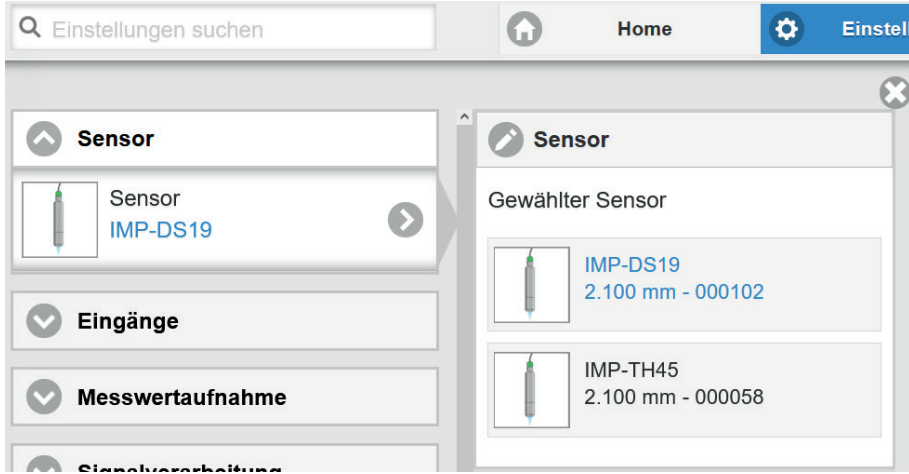 Einstellungen suchen
Home
Einstell
Sensor
Sensor
IMP-DS19
Eingänge
Messwertaufnahme
Signalverarbeitung
Sensor
Gewählter Sensor
IMP-DS19
2.100 mm - 000102
IMP-TH45
2.100 mm - 000058